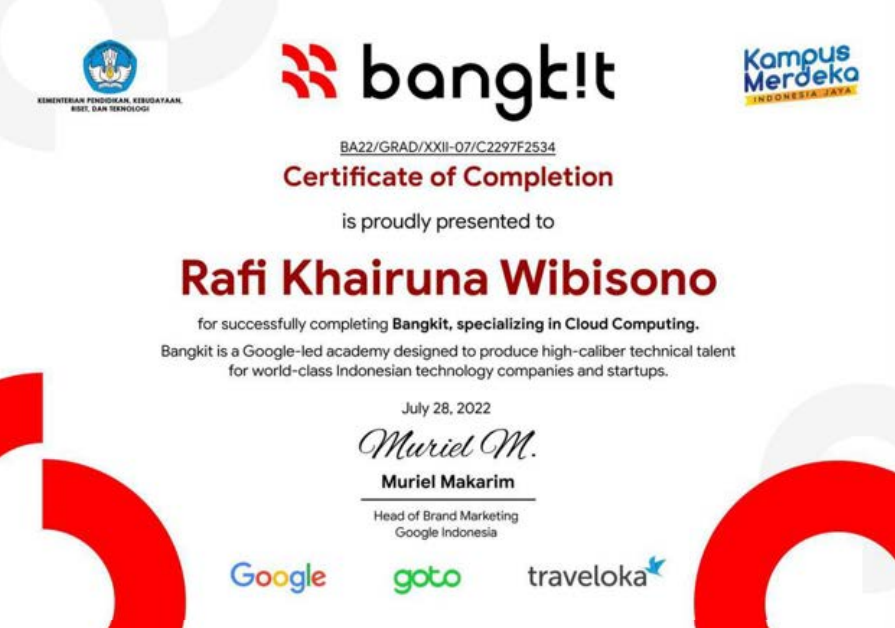 KEMENTERIAN PENDIDIKAN, KEBUDAYAAN,
RISET, DAN TEKNOLOGI
bangk!t
Kampus
Merdeka
INDONESIA JAYA
BA22/GRAD/XXII-07/C2297F2534
Certificate of Completion
is proudly presented to
Rafi Khairuna Wibisono
for successfully completing Bangkit, specializing in Cloud Computing.
Bangkit is a Google-led academy designed to produce high-caliber technical talent
for world-class Indonesian technology companies and startups.
July 28, 2022
Muriel M.
Muriel Makarim
Head of Brand Marketing
Google Indonesia
Google goto traveloka